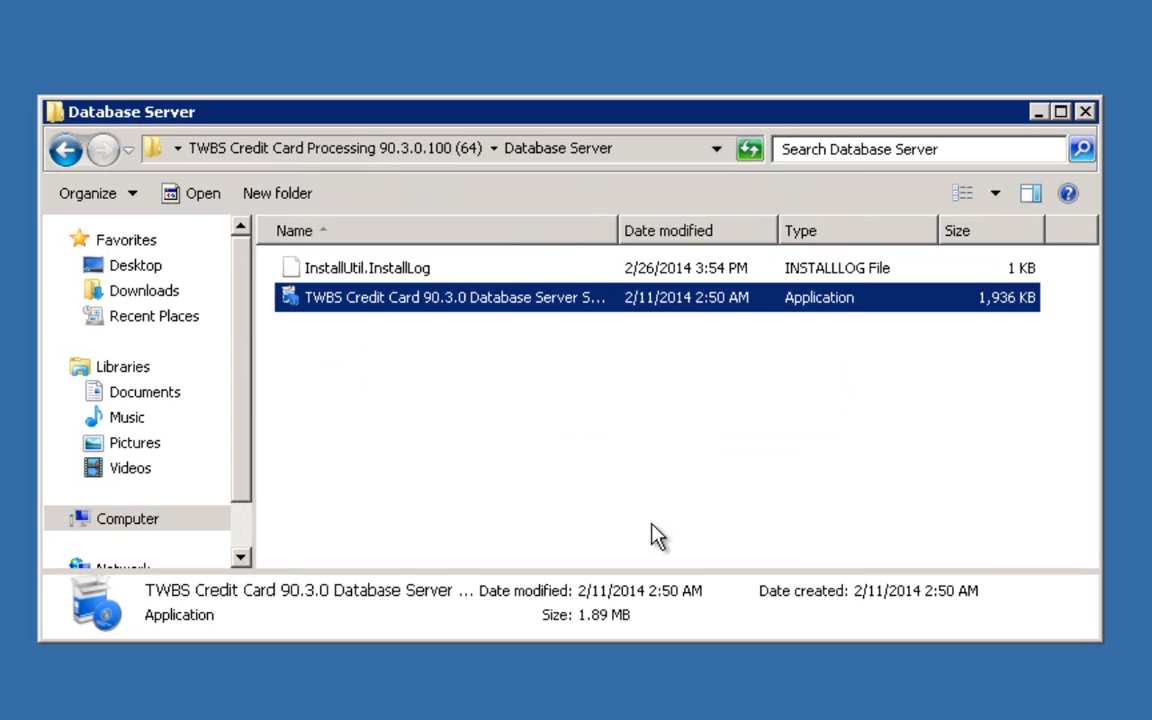 Database Server
TWBS Credit Card Processing 90.3.0.100 (64) Database Server
Search Database Server
Organize Open New folder
Name Date modified Type Size
Favorites
Desktop
Downloads
Recent Places
Libraries
Documents
Music
Pictures
Videos
Computer
Network
InstallUtil.InstallLog 2/26/2014 3:54 PM INSTALLLOG File 1 KB
TWBS Credit Card 90.3.0 Database Server S... 2/11/2014 2:50 AM Application 1,936 KB
TWBS Credit Card 90.3.0 Database Server ... Date modified: 2/11/2014 2:50 AM Date created: 2/11/2014 2:50 AM
Application Size: 1.89 MB